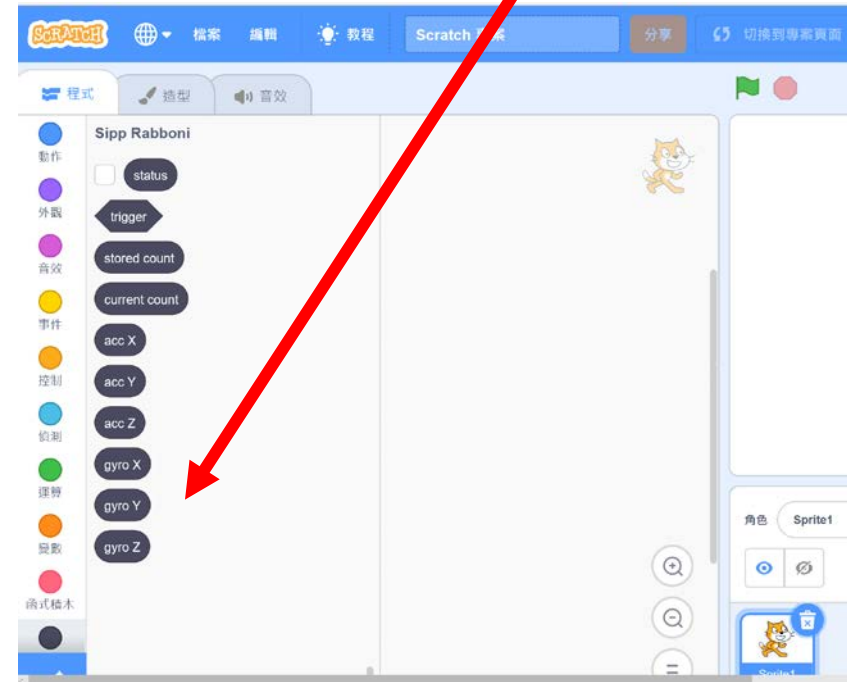 SCRATCH 檔案 編輯 教程 Scratch 專案 分享 切換到專案頁面
程式 造型 音效
Sipp Rabboni
status
trigger
stored count
current count
acc X
acc Y
acc Z
gyro X
gyro Y
gyro Z
動作
外觀
音效
事件
控制
偵測
運算
變數
函式積木
角色 Sprite1
Sprite1